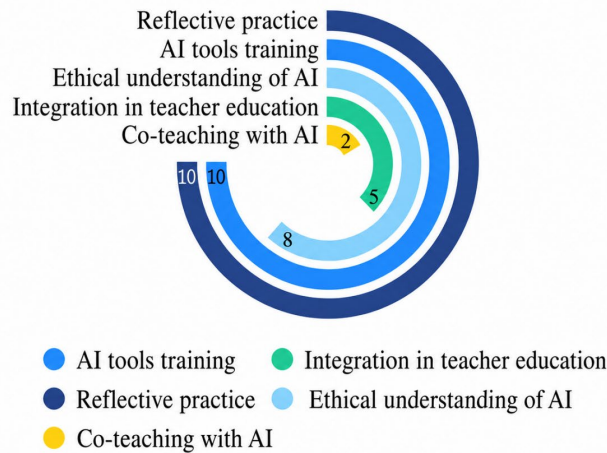 Reflective practice
AI tools training
Ethical understanding of AI
Integration in teacher education
Co-teaching with AI
2
10 10
5
8
AI tools training
Integration in teacher education
Reflective practice
Ethical understanding of AI
Co-teaching with AI